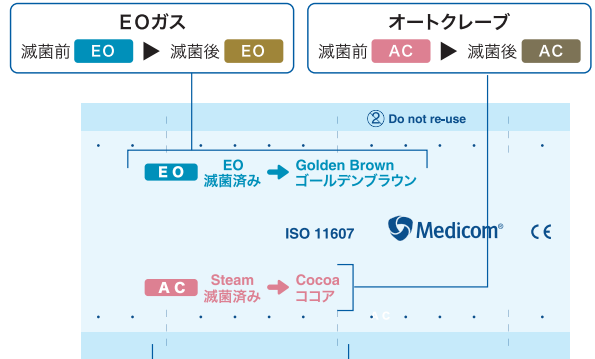 EOガス
滅菌前 EO ▶ 滅菌後 EO
オートクレーブ
滅菌前 AC ▶ 滅菌後 AC
② Do not re-use
EO EO ➔ Golden Brown
滅菌済み ゴールデンブラウン
ISO 11607 Medicom® CE
AC Steam ➔ Cocoa
滅菌済み ココア
C